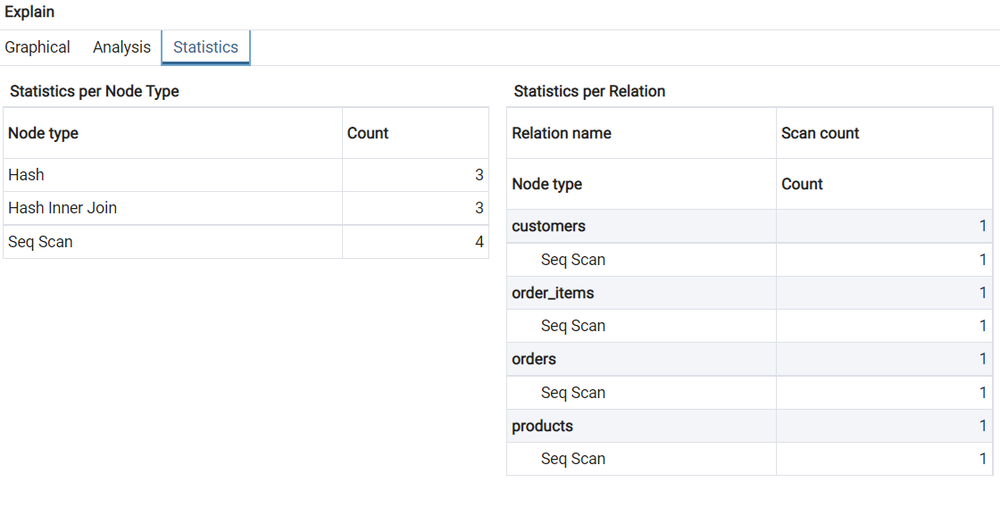 Explain
Graphical Analysis Statistics
Statistics per Node Type
Node type Count
Hash 3
Hash Inner Join 3
Seq Scan 4
Statistics per Relation
Relation name Scan count
Node type Count
customers 1
Seq Scan 1
order_items 1
Seq Scan 1
orders 1
Seq Scan 1
products 1
Seq Scan 1